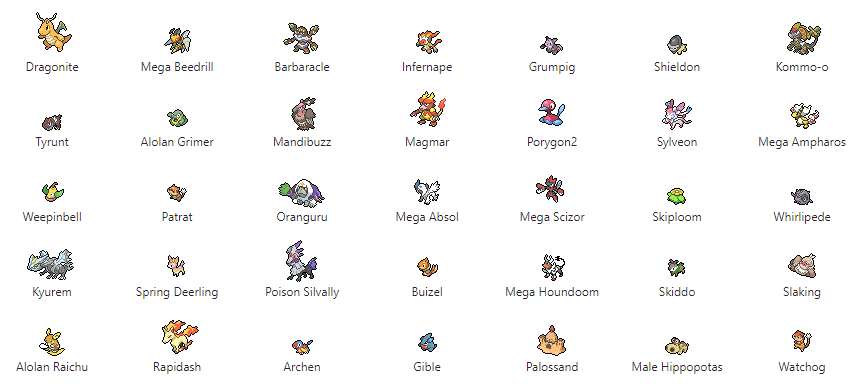 Dragonite
Mega Beedrill
Barbaracle
Infernape
Grumpig
Shieldon
Kommo-o
Tyrunt
Alolan Grimer
Mandibuzz
Magmar
Porygon2
Sylveon
Mega Ampharos
Weepinbell
Patrat
Oranguru
Mega Absol
Mega Scizor
Skiploom
Whirlipede
Kyurem
Spring Deerling
Poison Silvally
Buizel
Mega Houndoom
Skiddo
Slaking
Alolan Raichu
Rapidash
Archen
Gible
Palossand
Male Hippopotas
Watchog